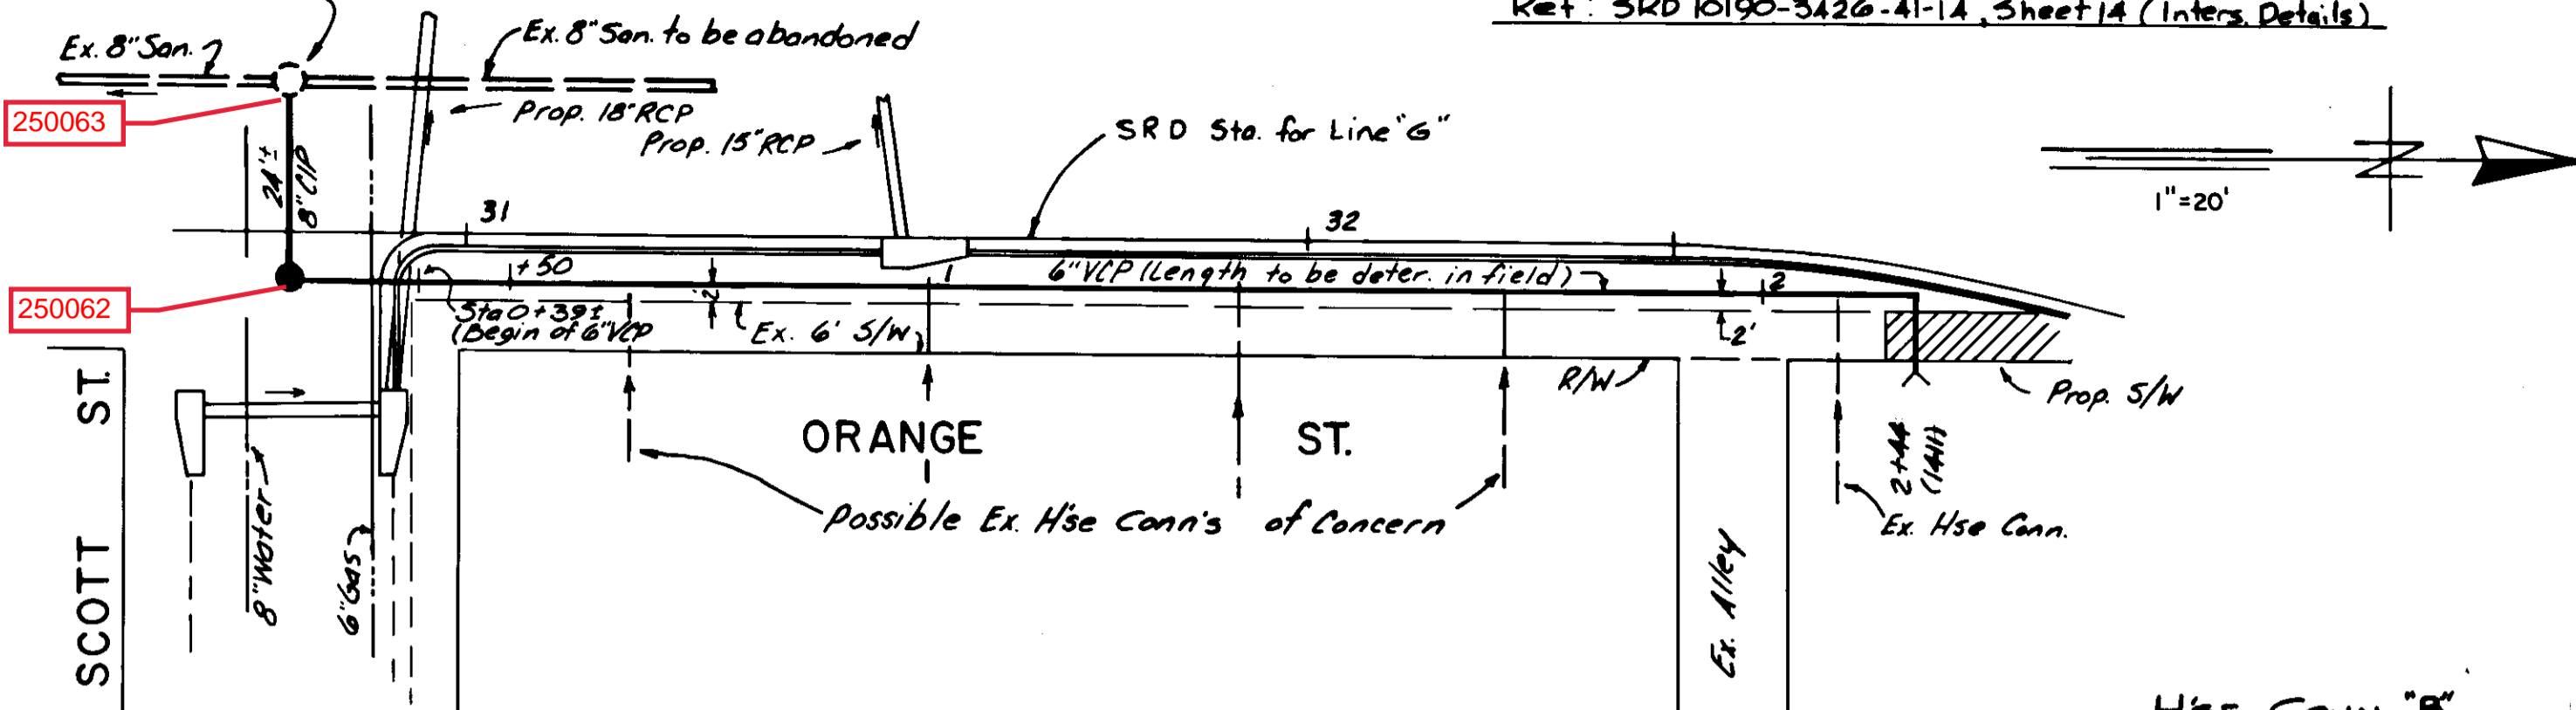 Ref: SRD 10190-3426-41-14, Sheet 14 (Inters. Details)
Ex. 8" San.
Ex. 8" San. to be abandoned
250063
Prop. 18" RCP
Prop. 15" RCP
SRD Sta. for Line "G"
24'±
8" CIP
N
1"=20'
31
32
+50
1
6" VCP (Length to be deter. in field)
2
250062
Sta 0+39±
(Begin of 6" VCP
2'
Ex. 6' S/W
2'
R/W
Prop. S/W
ORANGE ST.
2+44
(1411)
Possible Ex. H'se Conn's of Concern
Ex. Hse Conn.
SCOTT ST.
8" Water
6" Gas
Ex. Alley
H'se Conn "B"